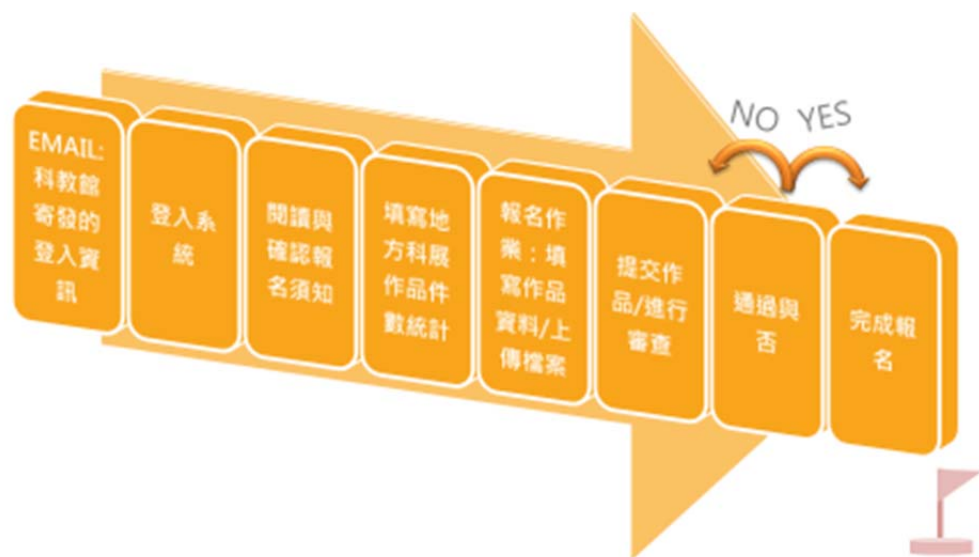 NO YES
EMAIL:
科教館
寄發的
登入資
訊
登入系
統
閱讀與
確認報
名須知
填寫地
方科展
作品件
數統計
報名作
業：填
寫作品
資料/上
傳檔案
提交作
品/進行
審查
通過與
否
完成報
名